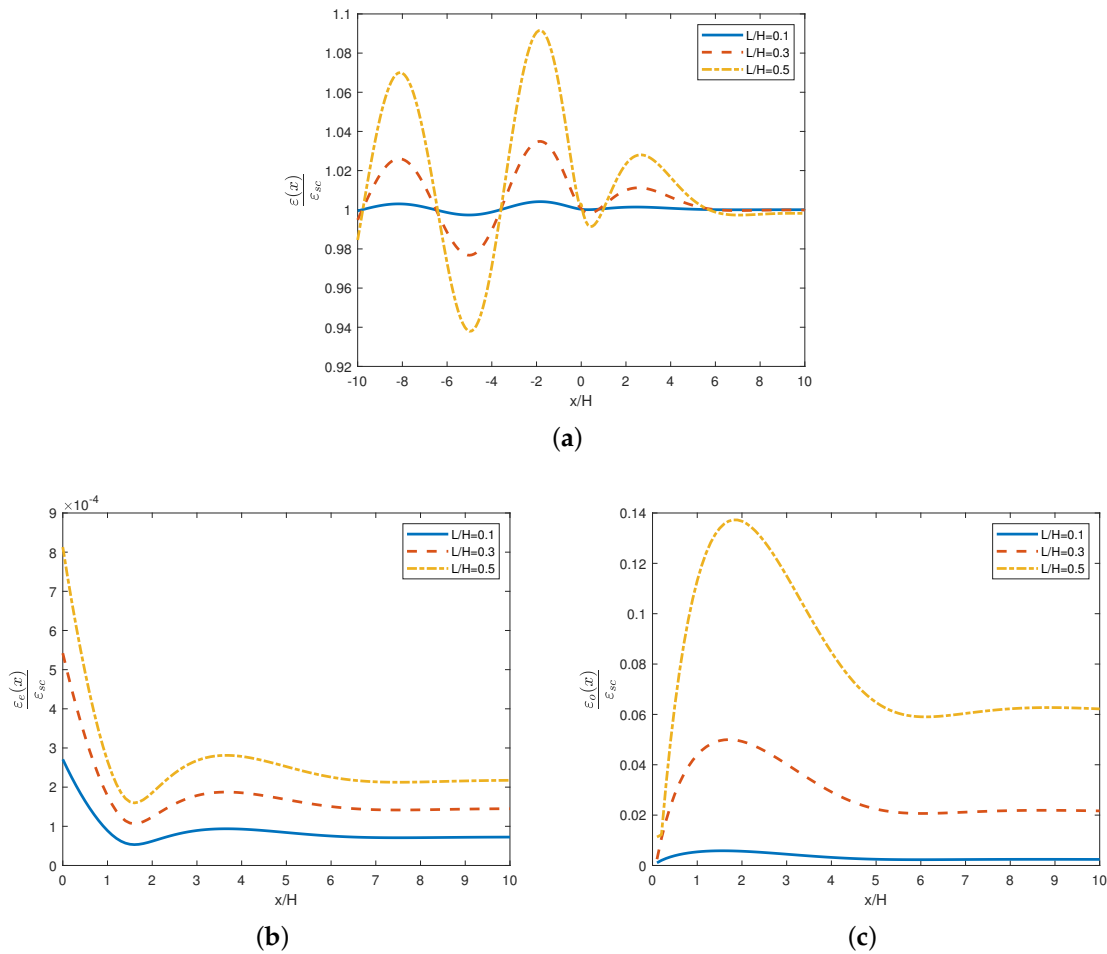 1.1
1.08
1.06
1.04
1.02
1
0.98
0.96
0.94
0.92
ε(x)
ε_sc
L/H=0.1
L/H=0.3
L/H=0.5
-10 -8 -6 -4 -2 0 2 4 6 8 10
x/H
(a)
×10^-4
9
8
7
6
5
4
3
2
1
0
ε_e(x)
ε_sc
L/H=0.1
L/H=0.3
L/H=0.5
0 1 2 3 4 5 6 7 8 9 10
x/H
(b)
0.14
0.12
0.1
0.08
0.06
0.04
0.02
0
ε_o(x)
ε_sc
L/H=0.1
L/H=0.3
L/H=0.5
0 1 2 3 4 5 6 7 8 9 10
x/H
(c)